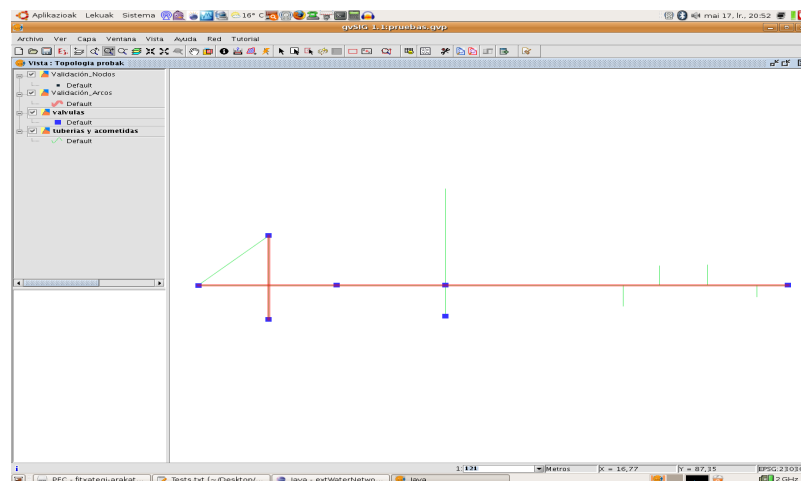 Aplikazioak Lekuak Sistema 16° C mai 17, lr., 20:52
gvSIG 1.1:pruebas.gvp
Archivo Ver Capa Ventana Vista Ayuda Red Tutorial
Vista : Topologia probak
Validación_Nodos
Default
Validación_Arcos
Default
valvulas
Default
tuberias y acometidas
Default
1: 121 Metros X = 16,77 Y = 87,35 EPSG:23030
PFC - fitxategi-arakat... Tests.txt (~/Desktop/... Java - extWaterNetwo... Java 2 GHz